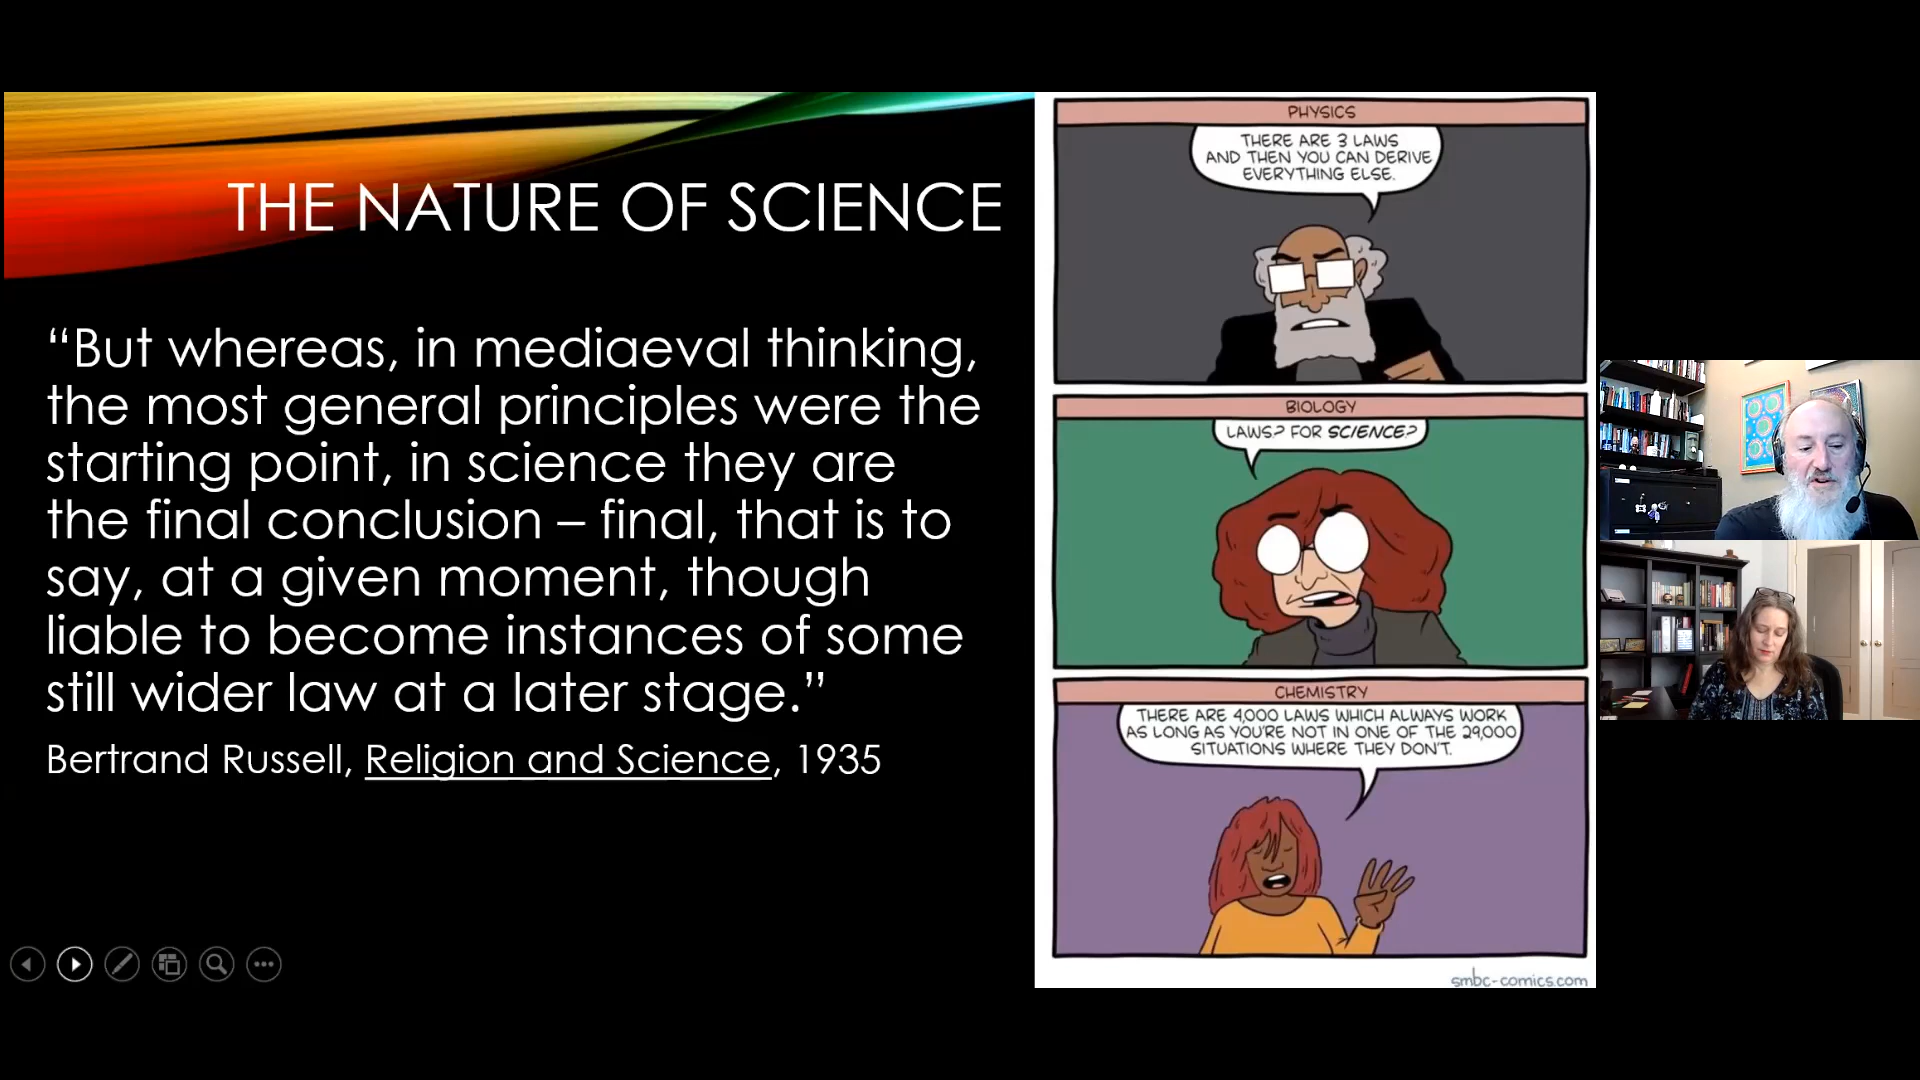 THE NATURE OF SCIENCE
“But whereas, in mediaeval thinking,
the most general principles were the
starting point, in science they are
the final conclusion – final, that is to
say, at a given moment, though
liable to become instances of some
still wider law at a later stage.”
Bertrand Russell, Religion and Science, 1935
PHYSICS
THERE ARE 3 LAWS
AND THEN YOU CAN DERIVE
EVERYTHING ELSE.
BIOLOGY
LAWS? FOR SCIENCE?
CHEMISTRY
THERE ARE 4,000 LAWS WHICH ALWAYS WORK
AS LONG AS YOU'RE NOT IN ONE OF THE 29,000
SITUATIONS WHERE THEY DON'T.
smbc-comics.com